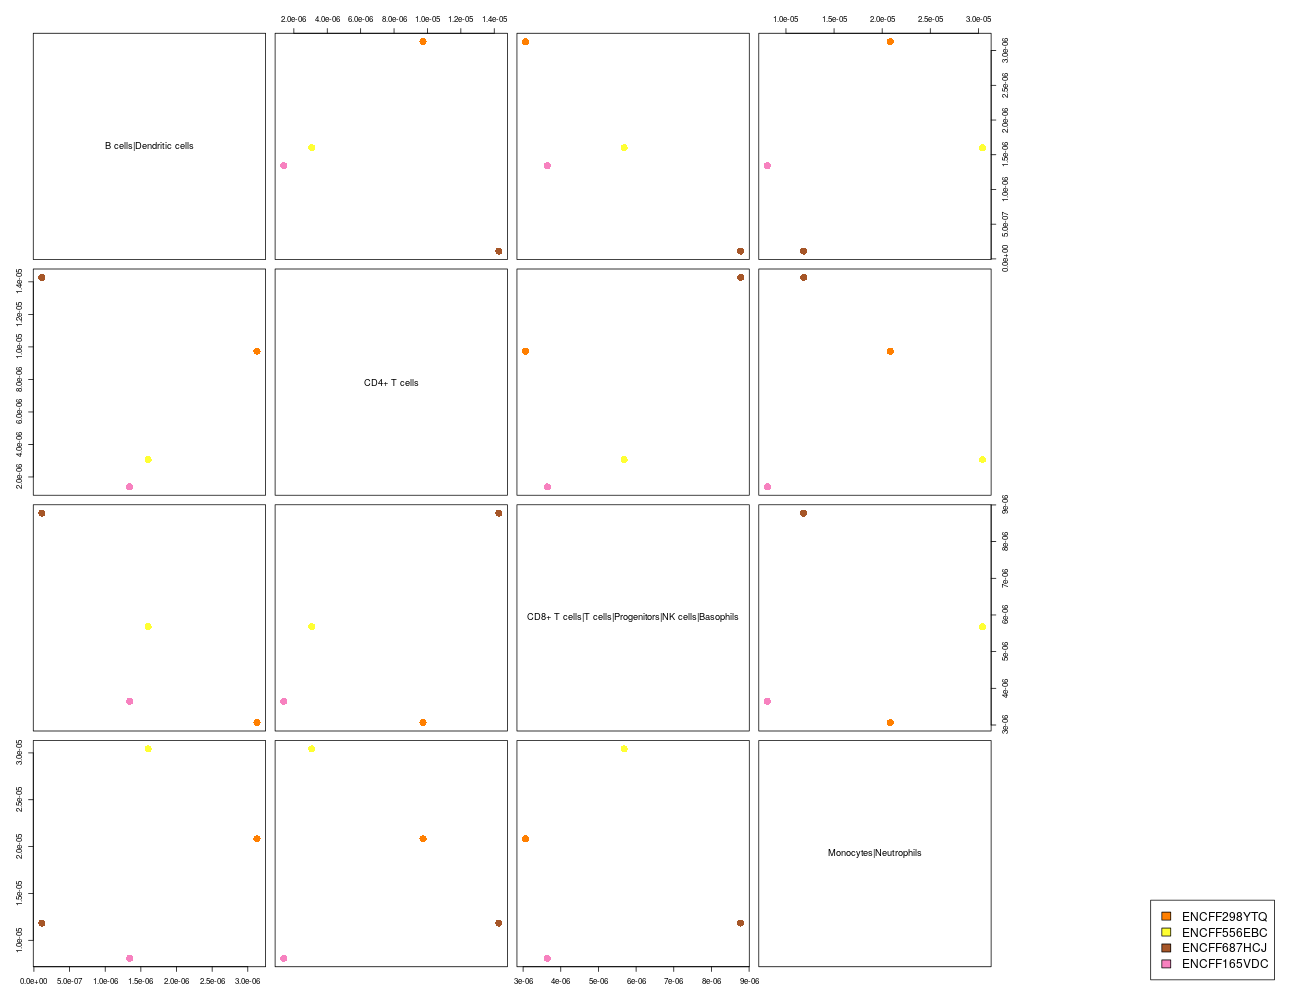 2.0e-06 4.0e-06 6.0e-06 8.0e-06 1.0e-05 1.2e-05 1.4e-05
1.0e-05 1.5e-05 2.0e-05 2.5e-05 3.0e-05
B cells|Dendritic cells
0.0e+00 5.0e-07 1.0e-06 1.5e-06 2.0e-06 2.5e-06 3.0e-06
2.0e-06 4.0e-06 6.0e-06 8.0e-06 1.0e-05 1.2e-05 1.4e-05
CD4+ T cells
CD8+ T cells|T cells|Progenitors|NK cells|Basophils
3e-06 4e-06 5e-06 6e-06 7e-06 8e-06 9e-06
1.0e-05 1.5e-05 2.0e-05 2.5e-05 3.0e-05
Monocytes|Neutrophils
0.0e+00 5.0e-07 1.0e-06 1.5e-06 2.0e-06 2.5e-06 3.0e-06
3e-06 4e-06 5e-06 6e-06 7e-06 8e-06 9e-06
ENCFF298YTQ
ENCFF556EBC
ENCFF687HCJ
ENCFF165VDC